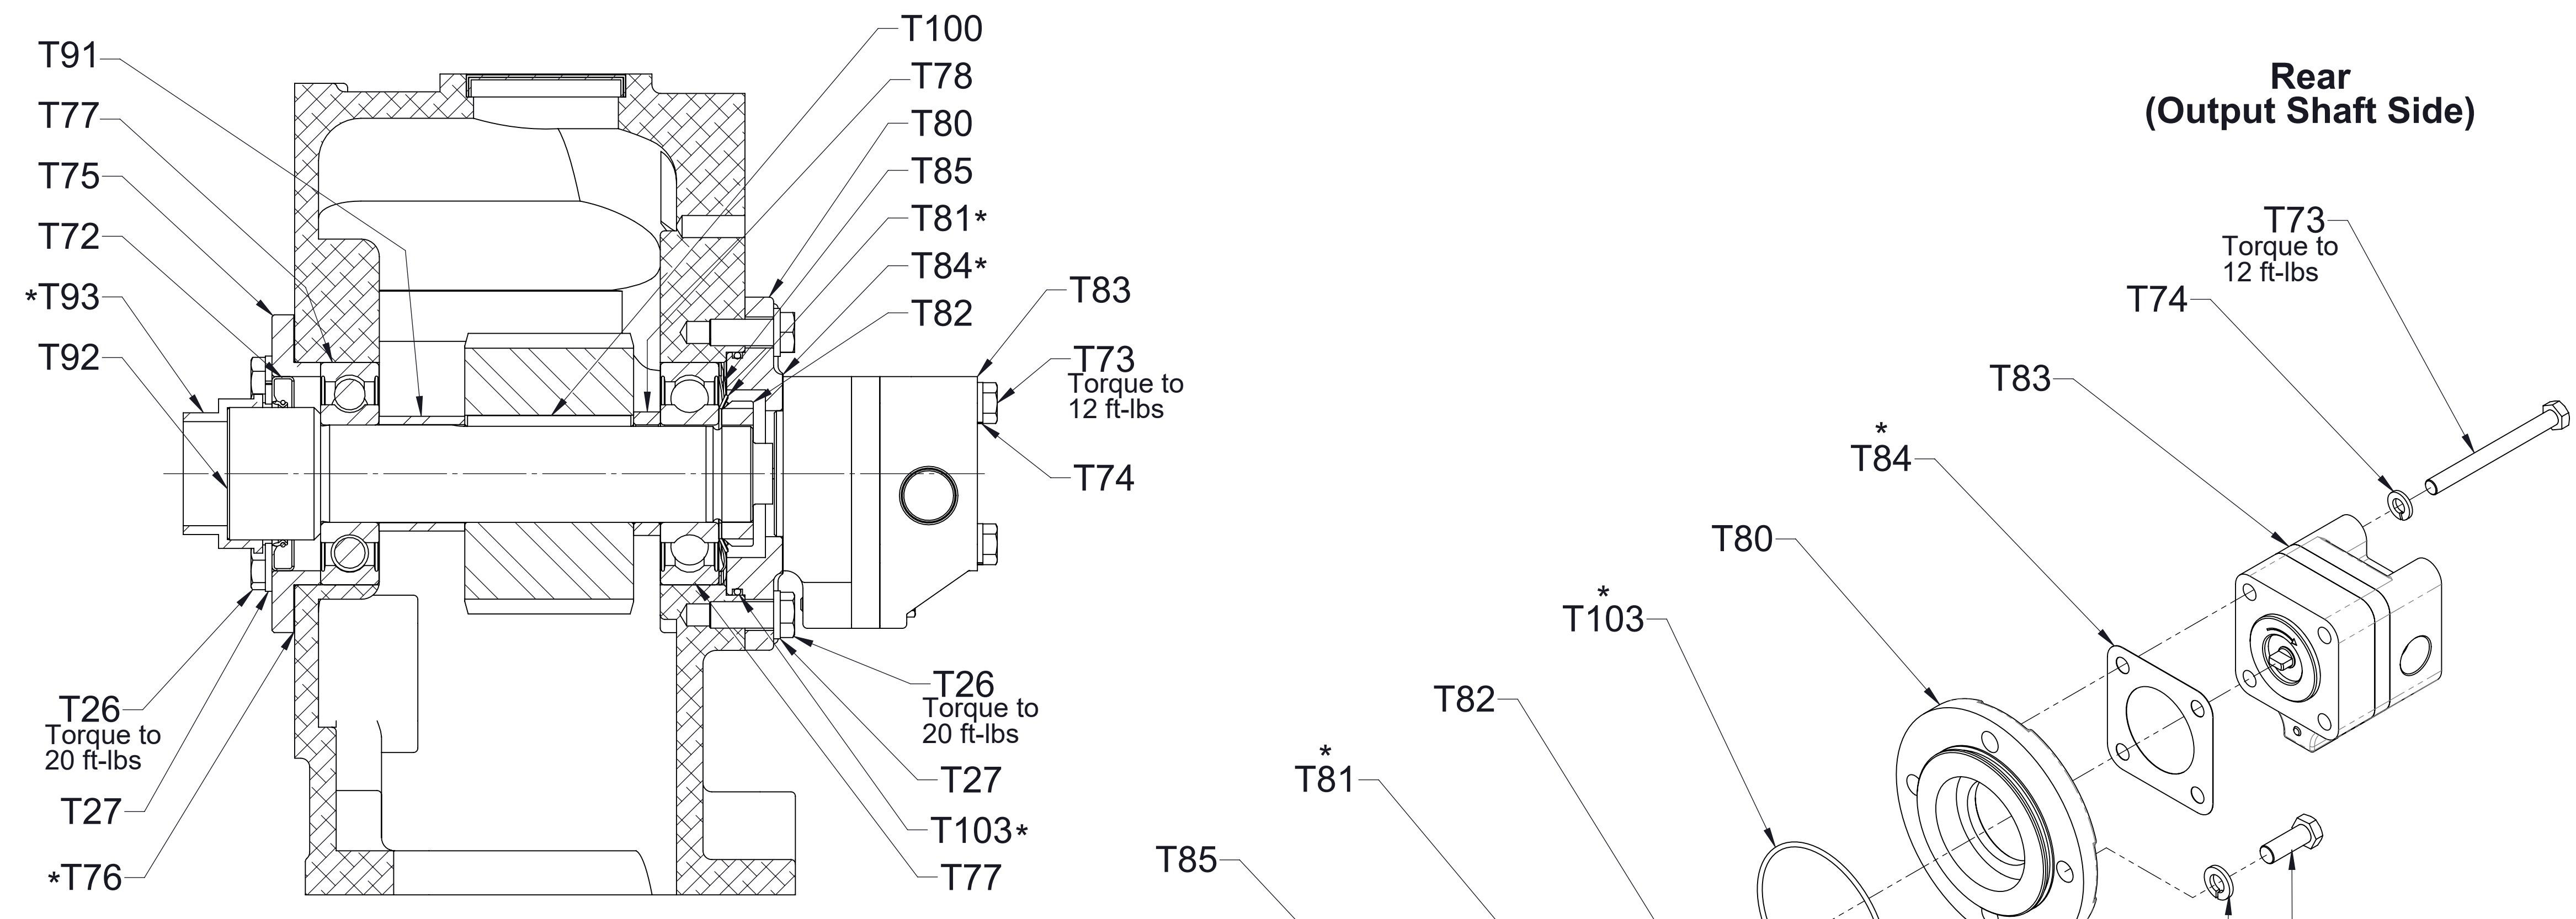 T91
T77
T75
T72
*T93
T92
T26
Torque to
20 ft-lbs
T27
*T76
T100
T78
T80
T85
T81*
T84*
T82
T83
T73
Torque to
12 ft-lbs
T74
T26
Torque to
20 ft-lbs
T27
T103*
T77
Rear
(Output Shaft Side)
T73
Torque to
12 ft-lbs
T74
T83
*
T84
T80
*
T103
T82
*
T81
T85